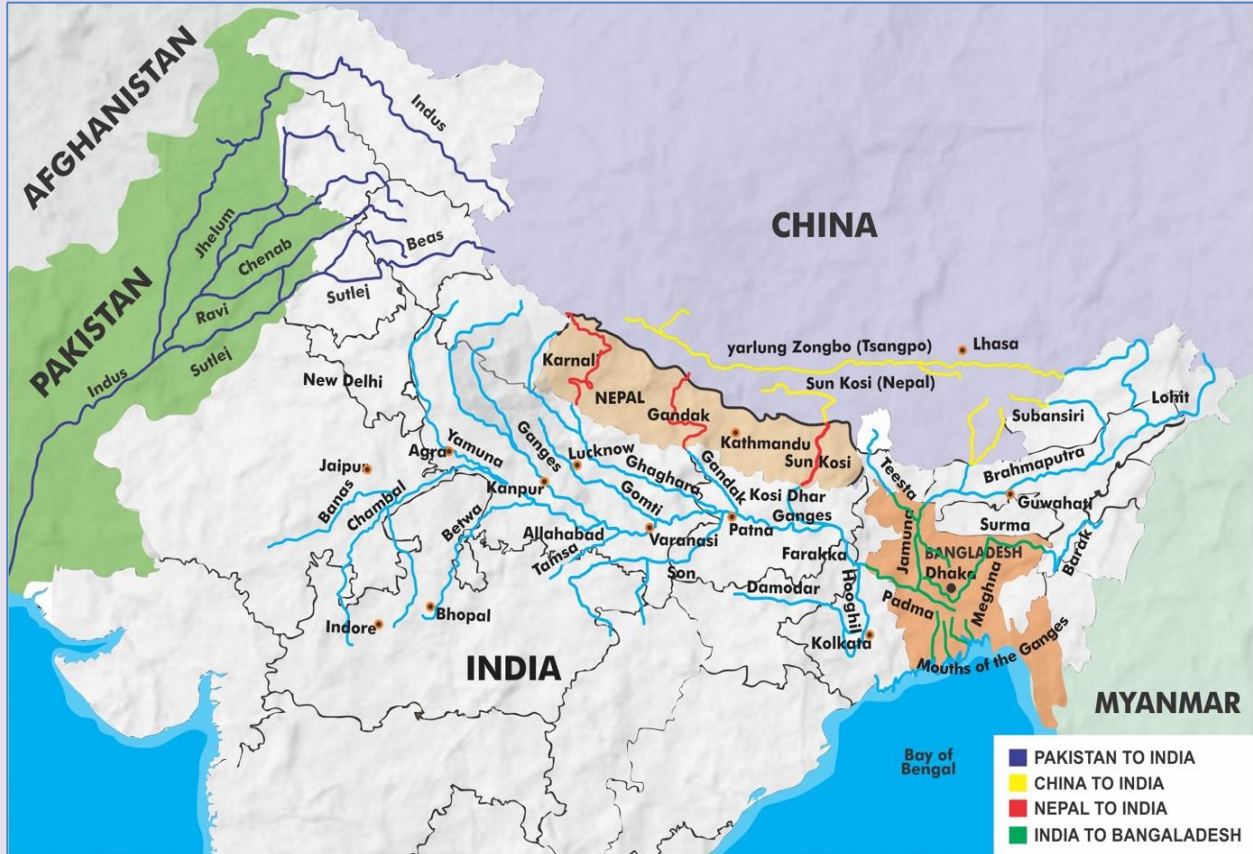 AFGHANISTAN
Indus
CHINA
PAKISTAN
Jhelum
Chenab
Beas
Ravi
Sutlej
Sutlej
Indus
New Delhi
Karnali
NEPAL
Gandak
Kathmandu
Sun Kosi
yarlung Zongbo (Tsangpo)
Lhasa
Sun Kosi (Nepal)
Subansiri
Lohit
Brahmaputra
Guwahati
Surma
Barak
Teesta
Jaipur
Agra
Yamuna
Ganges
Lucknow
Ghaghara
Gandak
Kosi Dhar
Ganges
Banas
Chambal
Kanpur
Gomti
Betwa
Allahabad
Varanasi
Patna
Tamsa
Son
Farakka
Damodar
Hooghil
Kolkata
Jamuna
BANGLADESH
Dhaka
Meghna
Padma
Mouths of the Ganges
Indore
Bhopal
INDIA
MYANMAR
Bay of
Bengal
PAKISTAN TO INDIA
CHINA TO INDIA
NEPAL TO INDIA
INDIA TO BANGALADESH